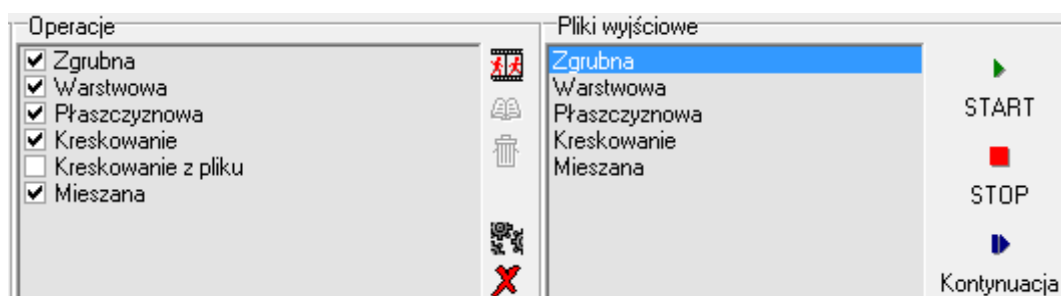 Operacje
Zgrubna
Warstwowa
Płaszczyznowa
Kreskowanie
Kreskowanie z pliku
Mieszana
Pliki wyjściowe
Zgrubna
Warstwowa
Płaszczyznowa
Kreskowanie
Mieszana
START
STOP
Kontynuacja